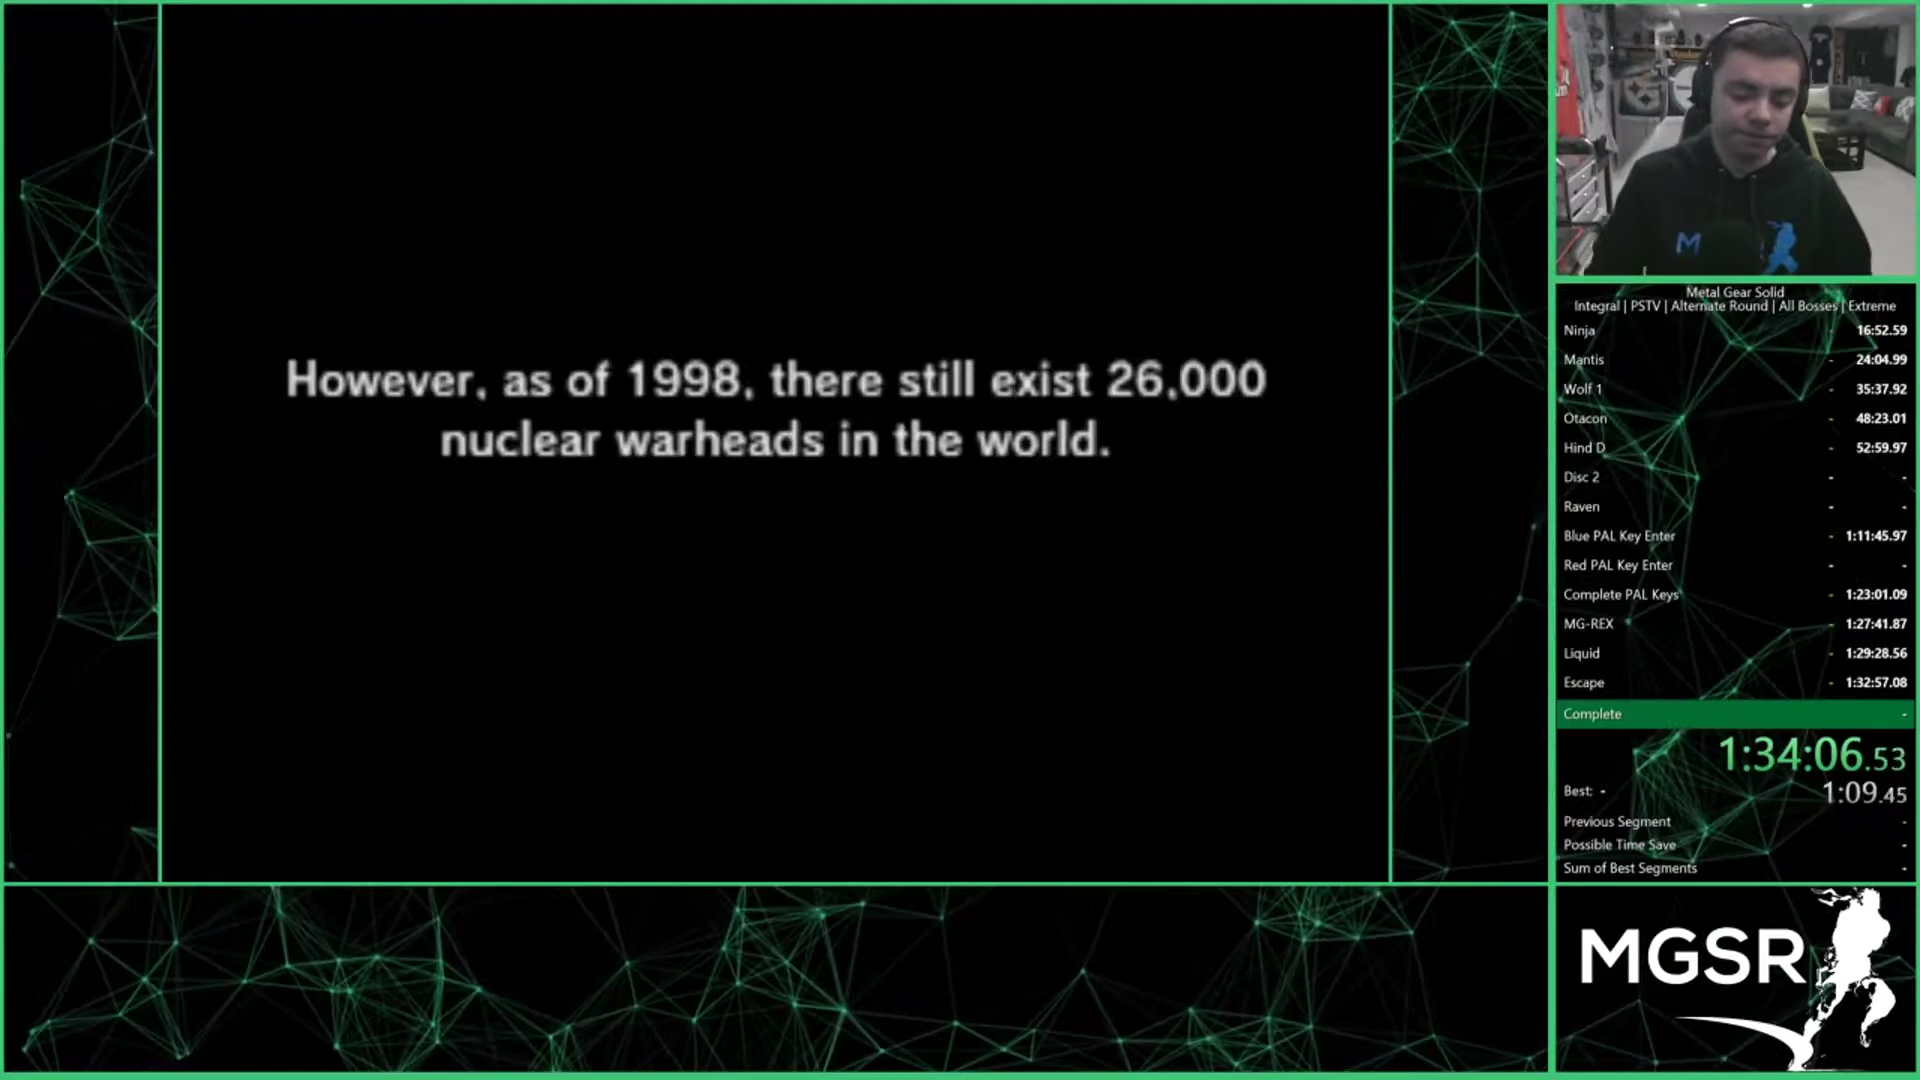 However, as of 1998, there still exist 26,000
nuclear warheads in the world.
M
Metal Gear Solid
Integral | PSTV | Alternate Round | All Bosses | Extreme
Ninja - 16:52.59
Mantis - 24:04.99
Wolf 1 - 35:37.92
Otacon - 48:23.01
Hind D - 52:59.97
Disc 2 - -
Raven - -
Blue PAL Key Enter - 1:11:45.97
Red PAL Key Enter - -
Complete PAL Keys - 1:23:01.09
MG-REX - 1:27:41.87
Liquid - 1:29:28.56
Escape - 1:32:57.08
Complete -
1:34:06.53
Best: - 1:09.45
Previous Segment -
Possible Time Save -
Sum of Best Segments -
MGSR